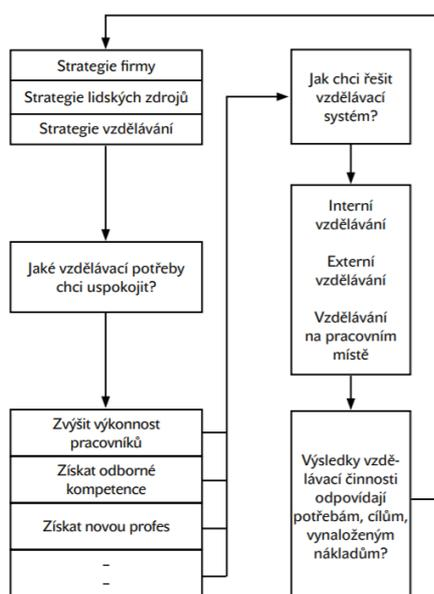 Strategie firmy
Strategie lidských zdrojů
Strategie vzdělávání
Jaké vzdělávací potřeby
chci uspokojit?
Zvýšit výkonnost
pracovníků
Získat odborné
kompetence
Získat novou profes
–
–
Jak chci řešit
vzdělávací
systém?
Interní
vzdělávání
Externí
vzdělávání
Vzdělávání
na pracovním
místě
Výsledky vzdě-
lávací činnosti
odpovídají
potřebám, cílům,
vynaloženým
nákladům?